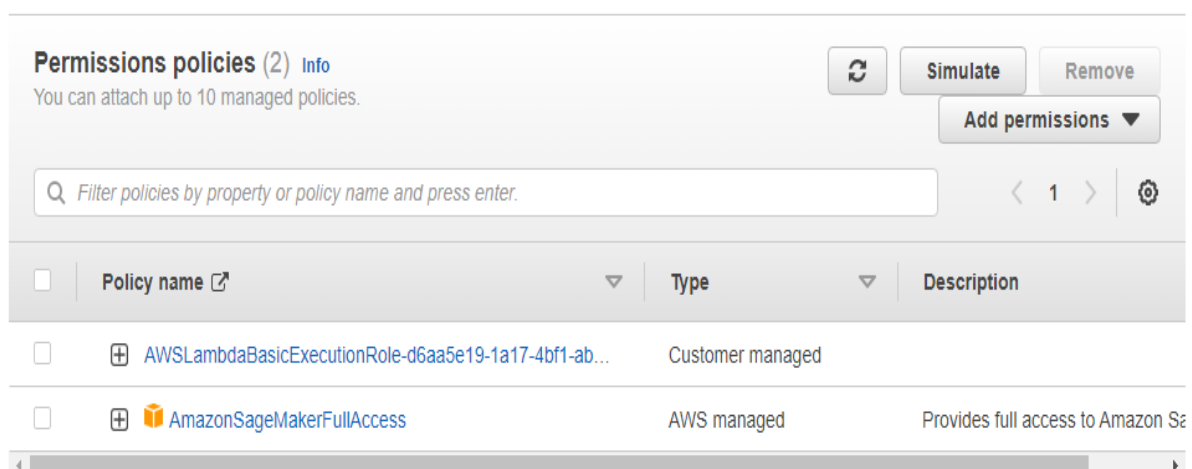 Permissions policies (2) Info
You can attach up to 10 managed policies.
Simulate
Remove
Add permissions
Filter policies by property or policy name and press enter.
1
Policy name
Type
Description
AWSLambdaBasicExecutionRole-d6aa5e19-1a17-4bf1-ab...
Customer managed
AmazonSageMakerFullAccess
AWS managed
Provides full access to Amazon Sa